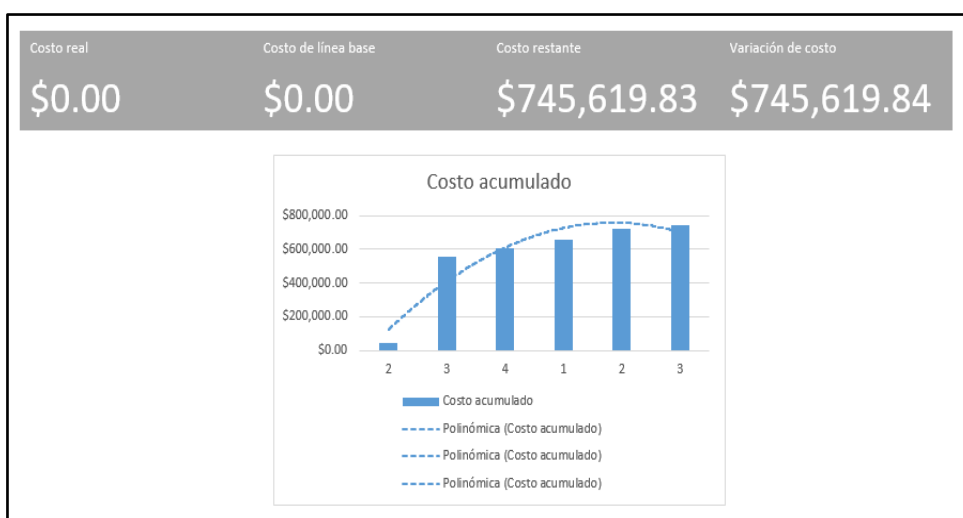 Costo real Costo de línea base Costo restante Variación de costo
$0.00 $0.00 $745,619.83 $745,619.84
Costo acumulado
$800,000.00
$600,000.00
$400,000.00
$200,000.00
$0.00
2 3 4 1 2 3
Costo acumulado
Polinómica (Costo acumulado)
Polinómica (Costo acumulado)
Polinómica (Costo acumulado)